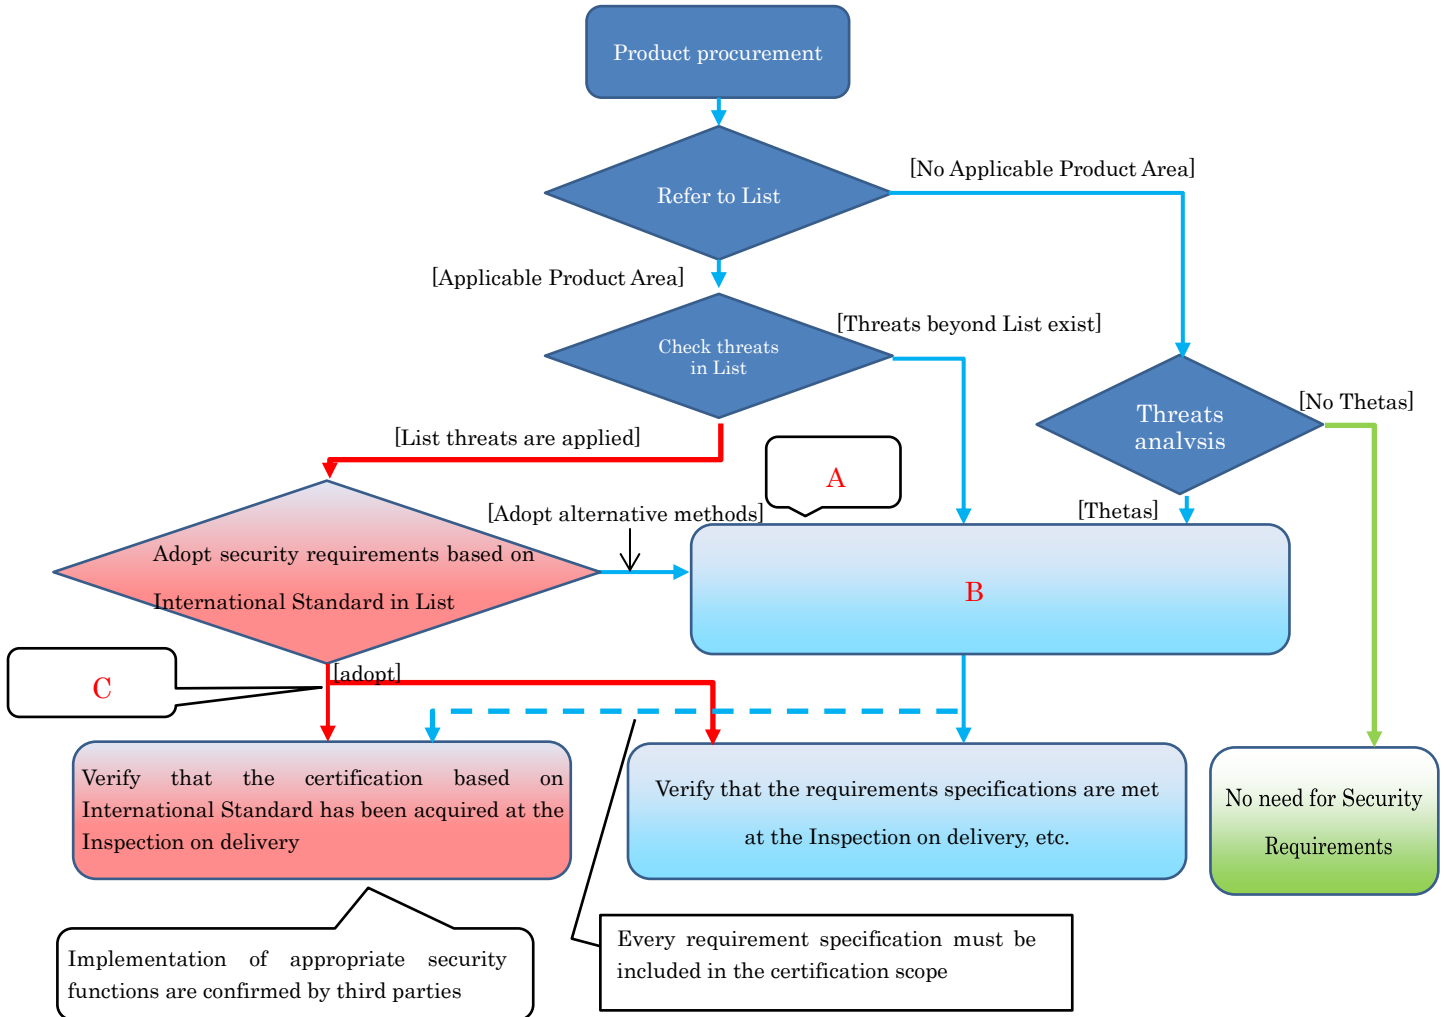 Product procurement
[No Applicable Product Area]
Refer to List
[Applicable Product Area]
[Threats beyond List exist]
Check threats
in List
[No Thetas]
Threats
analvsis
[List threats are applied]
A
[Adopt alternative methods]
[Thetas]
Adopt security requirements based on
International Standard in List
B
C
[adopt]
Verify that the certification based on
International Standard has been acquired at the
Inspection on delivery
Verify that the requirements specifications are met
at the Inspection on delivery, etc.
No need for Security
Requirements
Implementation of appropriate security
functions are confirmed by third parties
Every requirement specification must be
included in the certification scope